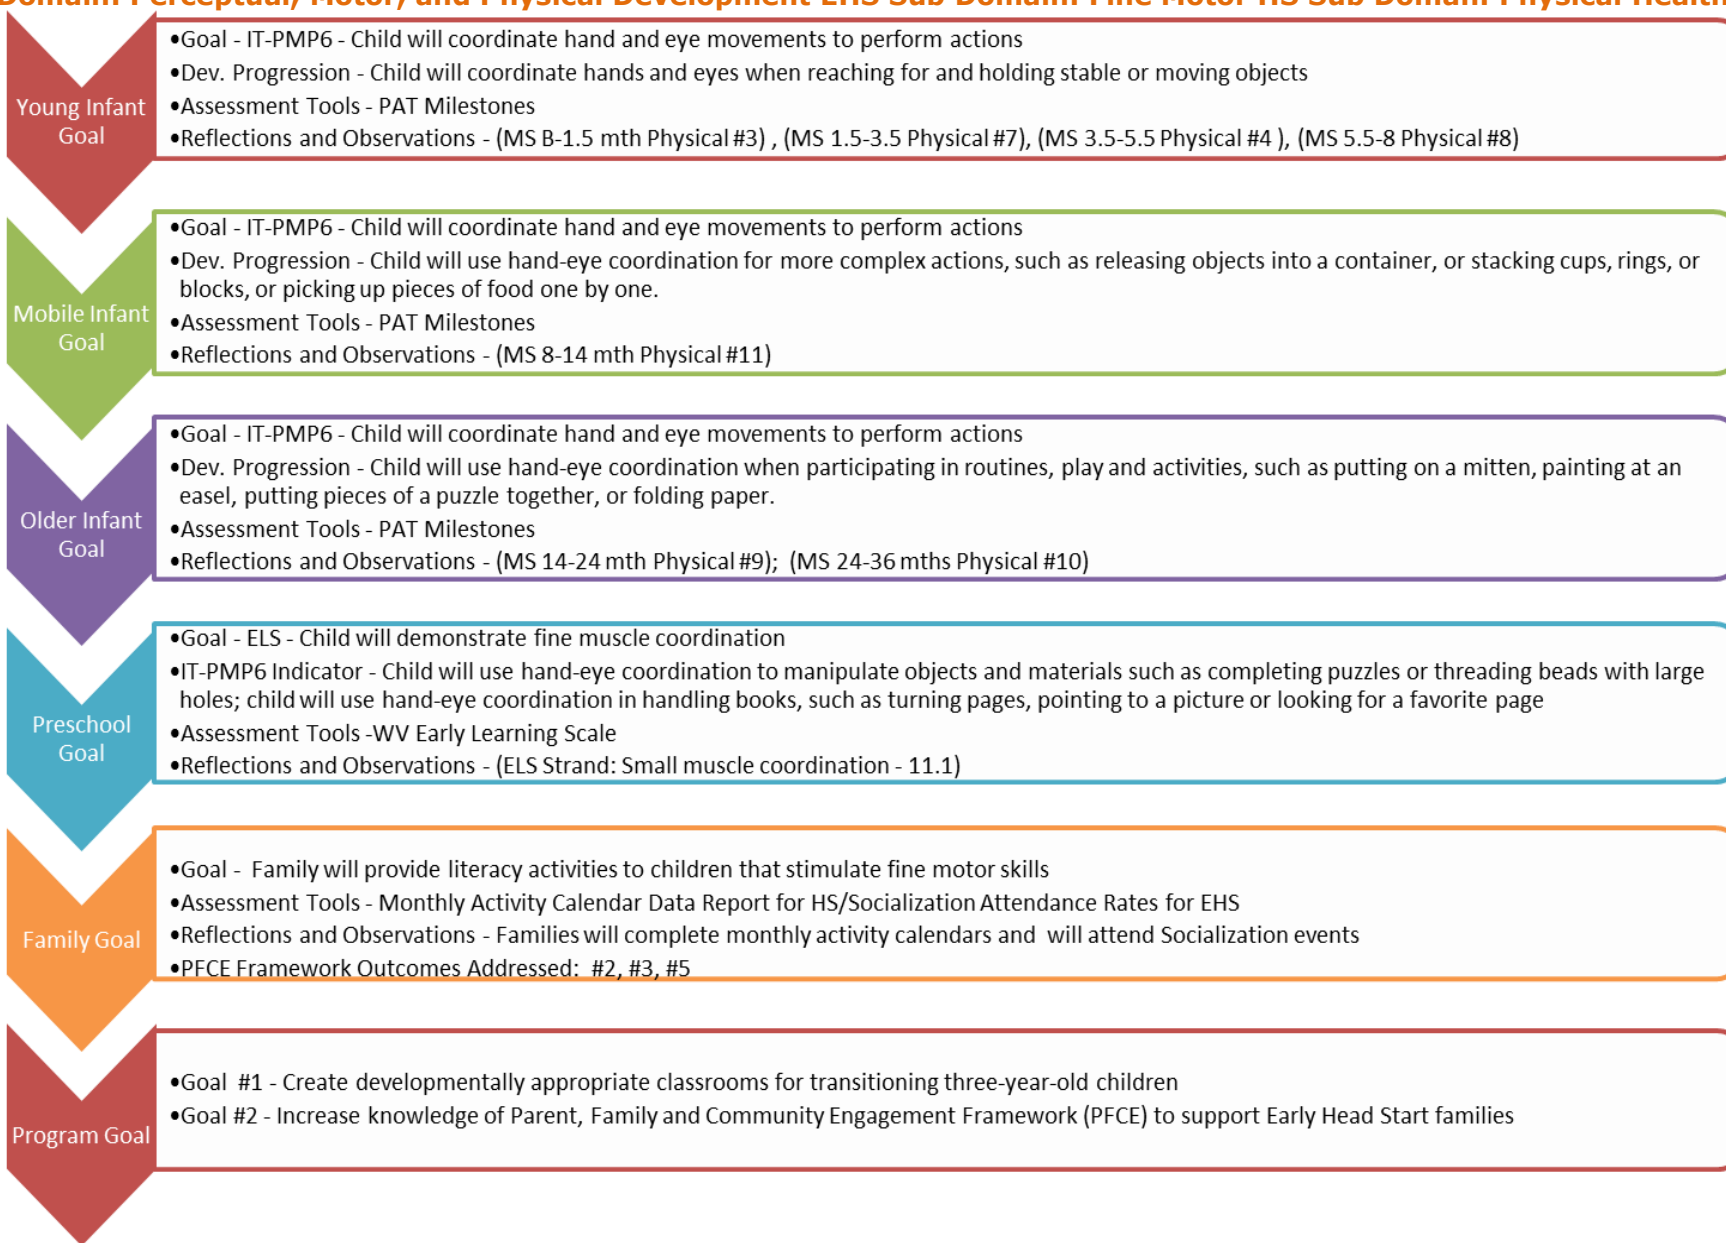 Domain: Perceptual, Motor, and Physical Development EHS Sub Domain: Fine Motor HS Sub Domain Physical Health
Young Infant
Goal
•Goal - IT-PMP6 - Child will coordinate hand and eye movements to perform actions
•Dev. Progression - Child will coordinate hands and eyes when reaching for and holding stable or moving objects
•Assessment Tools - PAT Milestones
•Reflections and Observations - (MS B-1.5 mth Physical #3) , (MS 1.5-3.5 Physical #7), (MS 3.5-5.5 Physical #4 ), (MS 5.5-8 Physical #8)
Mobile Infant
Goal
•Goal - IT-PMP6 - Child will coordinate hand and eye movements to perform actions
•Dev. Progression - Child will use hand-eye coordination for more complex actions, such as releasing objects into a container, or stacking cups, rings, or
blocks, or picking up pieces of food one by one.
•Assessment Tools - PAT Milestones
•Reflections and Observations - (MS 8-14 mth Physical #11)
Older Infant
Goal
•Goal - IT-PMP6 - Child will coordinate hand and eye movements to perform actions
•Dev. Progression - Child will use hand-eye coordination when participating in routines, play and activities, such as putting on a mitten, painting at an
easel, putting pieces of a puzzle together, or folding paper.
•Assessment Tools - PAT Milestones
•Reflections and Observations - (MS 14-24 mth Physical #9);  (MS 24-36 mths Physical #10)
Preschool
Goal
•Goal - ELS - Child will demonstrate fine muscle coordination
•IT-PMP6 Indicator - Child will use hand-eye coordination to manipulate objects and materials such as completing puzzles or threading beads with large
holes; child will use hand-eye coordination in handling books, such as turning pages, pointing to a picture or looking for a favorite page
•Assessment Tools -WV Early Learning Scale
•Reflections and Observations - (ELS Strand: Small muscle coordination - 11.1)
Family Goal
•Goal -  Family will provide literacy activities to children that stimulate fine motor skills
•Assessment Tools - Monthly Activity Calendar Data Report for HS/Socialization Attendance Rates for EHS
•Reflections and Observations - Families will complete monthly activity calendars and  will attend Socialization events
•PFCE Framework Outcomes Addressed:  #2, #3, #5
Program Goal
•Goal  #1 - Create developmentally appropriate classrooms for transitioning three-year-old children
•Goal #2 - Increase knowledge of Parent, Family and Community Engagement Framework (PFCE) to support Early Head Start families